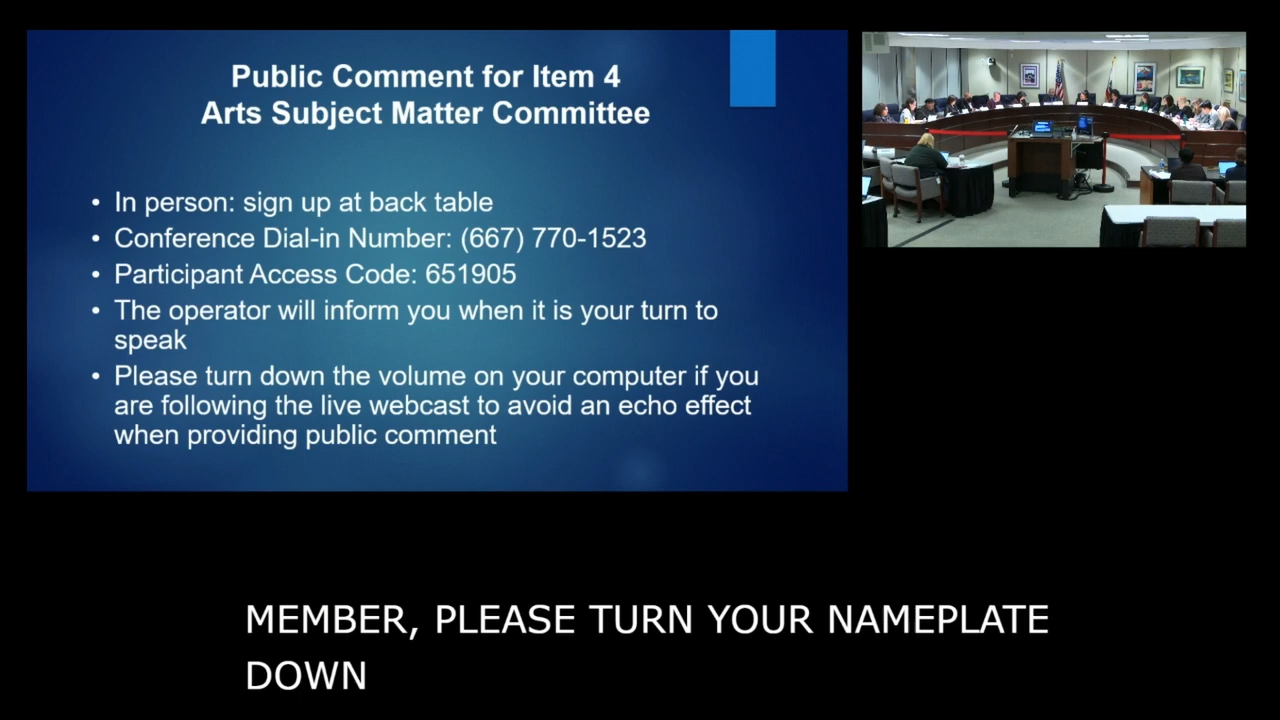 Public Comment for Item 4
Arts Subject Matter Committee
• In person: sign up at back table
• Conference Dial-in Number: (667) 770-1523
• Participant Access Code: 651905
• The operator will inform you when it is your turn to
speak
• Please turn down the volume on your computer if you
are following the live webcast to avoid an echo effect
when providing public comment
MEMBER, PLEASE TURN YOUR NAMEPLATE
DOWN